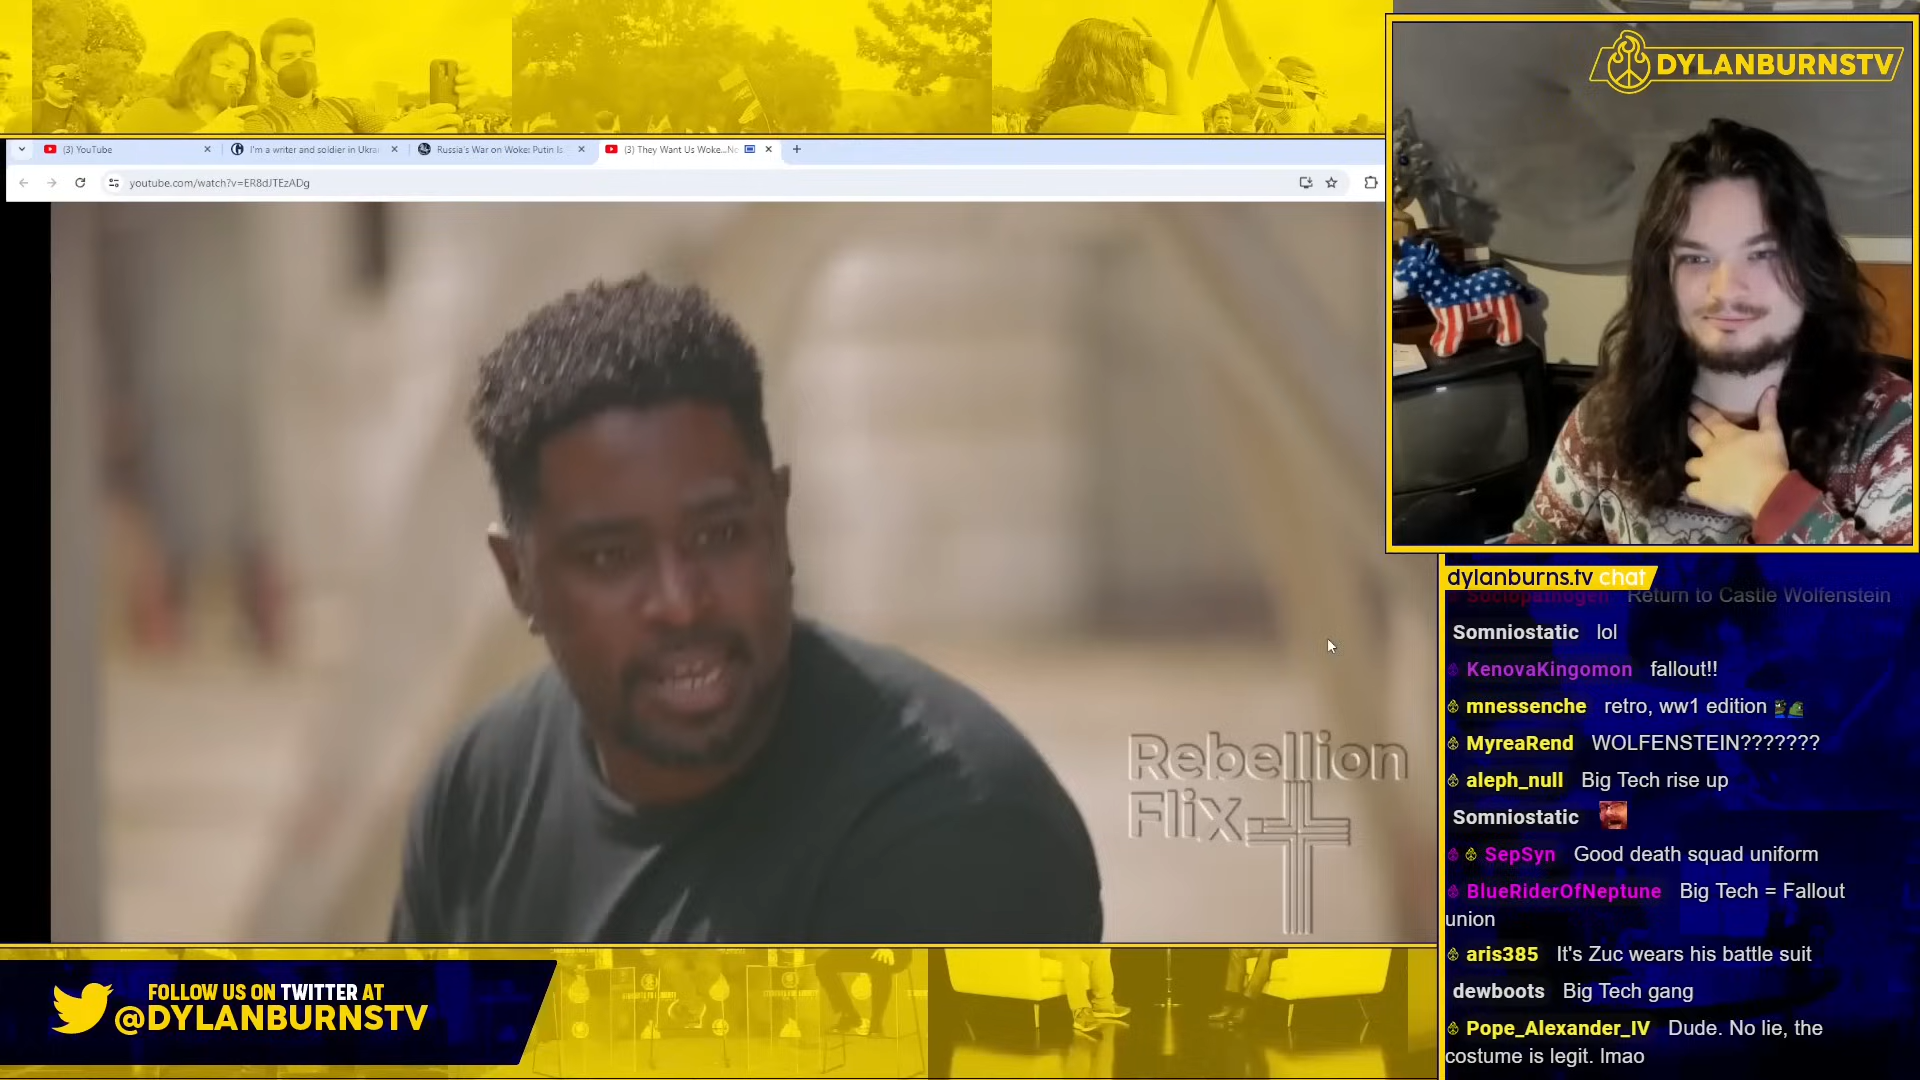 (3) YouTube
I'm a writer and soldier in Ukrai
Russia's War on Woke: Putin Is
(3) They Want Us Woke...No
youtube.com/watch?v=ER8dJTEzADg
DYLANBURNSTV
Rebellion
Flix
dylanburns.tv chat
Sociopathogen Return to Castle Wolfenstein
Somniostatic lol
KenovaKingomon fallout!!
mnessenche retro, ww1 edition
MyreaRend WOLFENSTEIN???????
aleph_null Big Tech rise up
Somniostatic
SepSyn Good death squad uniform
BlueRiderOfNeptune Big Tech = Fallout
union
aris385 It's Zuc wears his battle suit
dewboots Big Tech gang
Pope_Alexander_IV Dude. No lie, the
costume is legit. lmao
FOLLOW US ON TWITTER AT
@DYLANBURNSTV